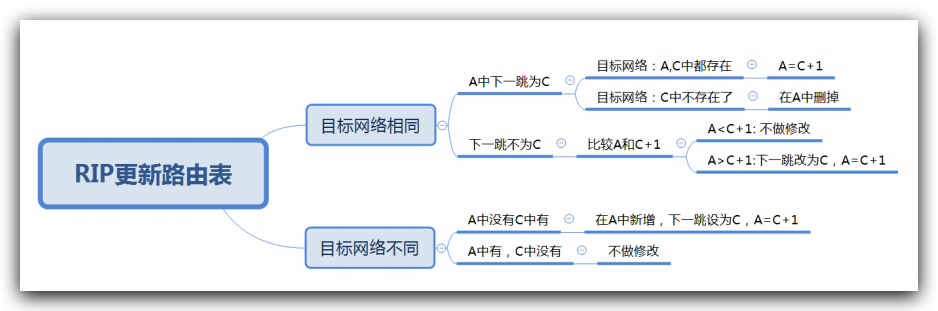 RIP更新路由表
目标网络相同
A中下一跳为C
目标网络：A,C中都存在
A=C+1
目标网络：C中不存在了
在A中删掉
下一跳不为C
比较A和C+1
A<C+1: 不做修改
A>C+1:下一跳改为C，A=C+1
目标网络不同
A中没有C中有
在A中新增，下一跳设为C，A=C+1
A中有，C中没有
不做修改